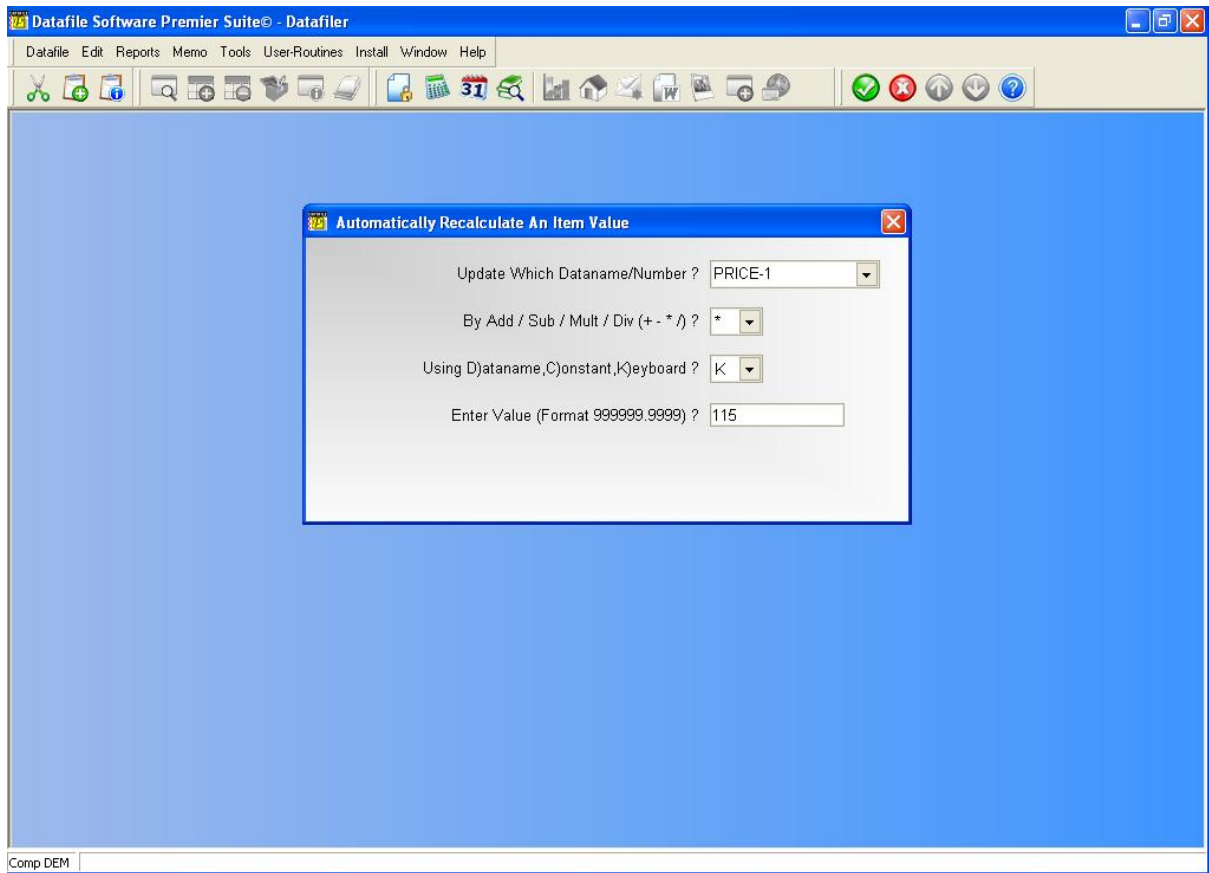 Datafile Software Premier Suite© - Datafiler
Datafile Edit Reports Memo Tools User-Routines Install Window Help
31
W
Automatically Recalculate An Item Value
Update Which Dataname/Number ? PRICE-1
By Add / Sub / Mult / Div (+ - * /) ? *
Using D)ataname,C)onstant,K)eyboard ? K
Enter Value (Format 999999.9999) ? 115
Comp DEM